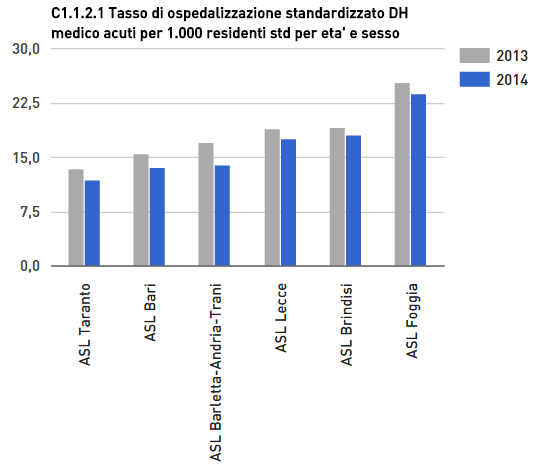 C1.1.2.1 Tasso di ospedalizzazione standardizzato DH
medico acuti per 1.000 residenti std per eta' e sesso
30,0
22,5
15,0
7,5
0,0
2013
2014
ASL Taranto
ASL Bari
ASL Barletta-Andria-Trani
ASL Lecce
ASL Brindisi
ASL Foggia